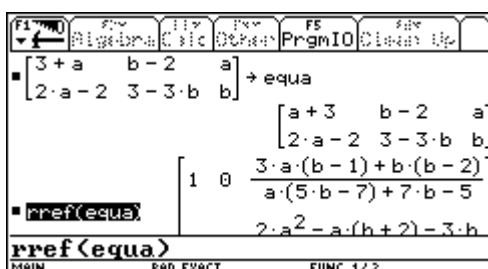 F1 Algebra Calc Other F5 PrgmIO Clean Up
▪[3 + a  b − 2  a]
[2·a − 2  3 − 3·b  b] → equa
[a + 3  b − 2  a]
[2·a − 2  3 − 3·b  b]
[1  0  3·a·(b − 1) + b·(b − 2)
a·(5·b − 7) + 7·b − 5
▪rref(equa)
2·a² − a·(b + 2) − 3·b
rref(equa)
MAIN RAD EXACT FUNC 1/2